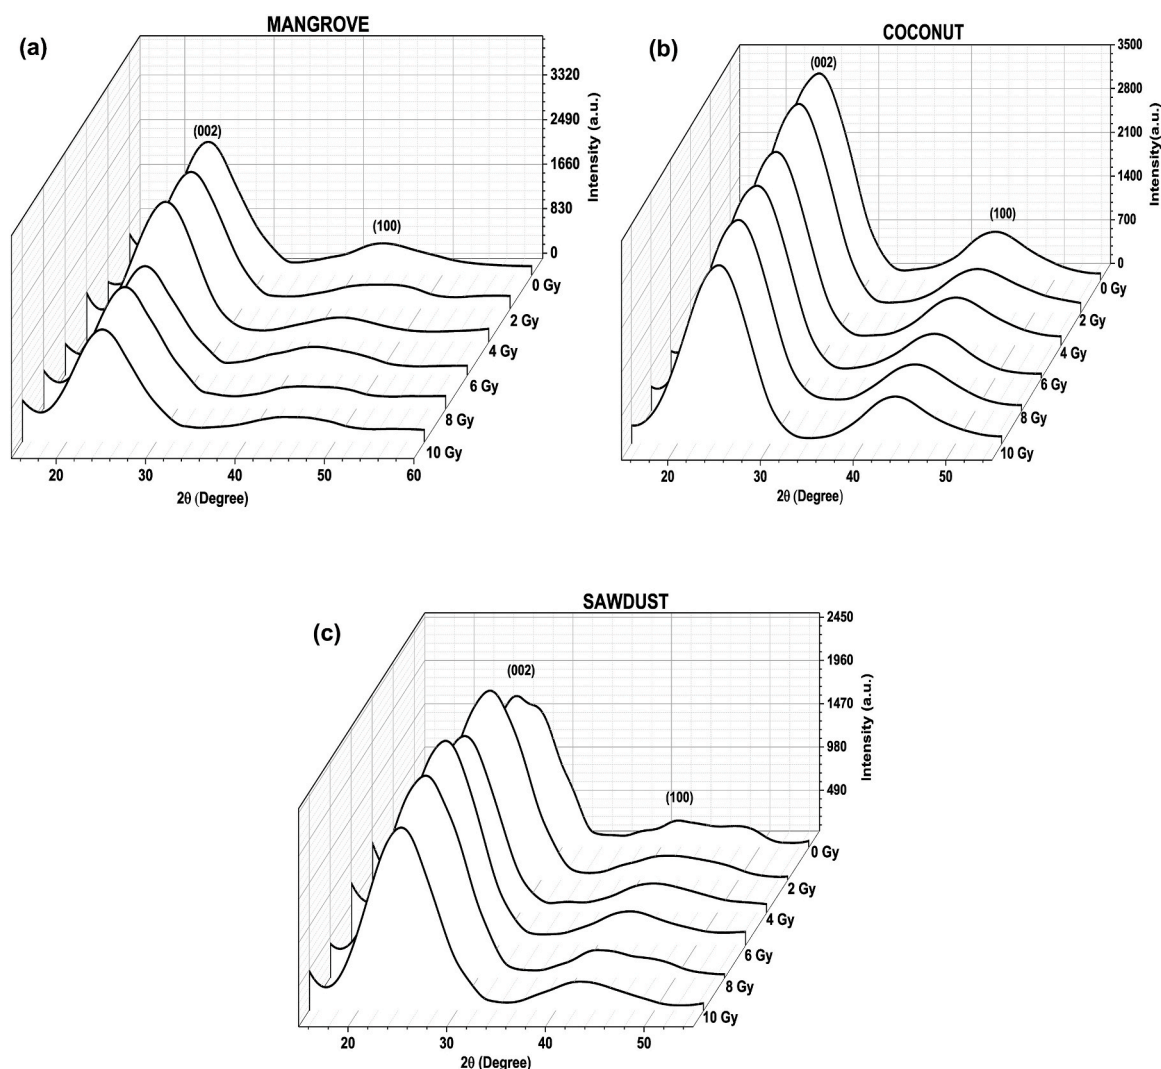 (a)
MANGROVE
(002)
(100)
3320
2490
1660
830
0
Intensity (a.u.)
0 Gy
2 Gy
4 Gy
6 Gy
8 Gy
10 Gy
20 30 40 50 60
2θ (Degree)
(b)
COCONUT
(002)
(100)
3500
2800
2100
1400
700
0
Intensity(a.u.)
0 Gy
2 Gy
4 Gy
6 Gy
8 Gy
10 Gy
20 30 40 50
2θ (Degree)
(c)
SAWDUST
(002)
(100)
2450
1960
1470
980
490
Intensity (a.u.)
0 Gy
2 Gy
4 Gy
6 Gy
8 Gy
10 Gy
20 30 40 50
2θ (Degree)